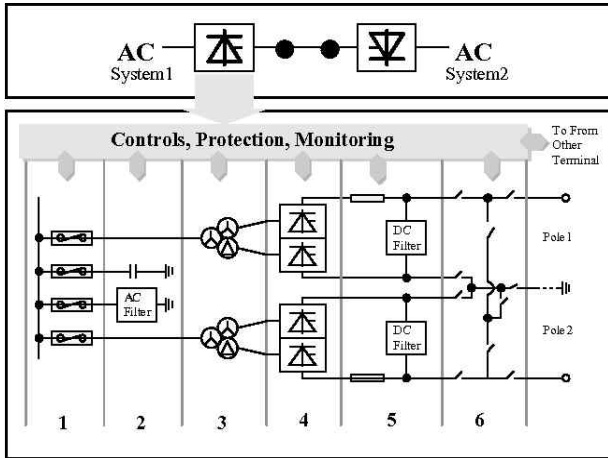 AC
System1
AC
System2
Controls, Protection, Monitoring
To From
Other
Terminal
DC
Filter
Pole 1
AC
Filter
DC
Filter
Pole 2
1
2
3
4
5
6